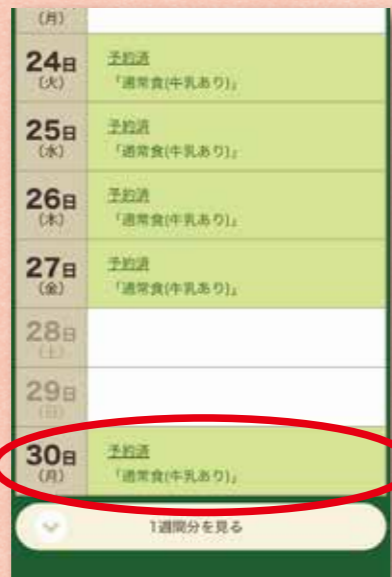 (月)
24日
(火)
予約済
「通常食(牛乳あり)」
25日
(水)
予約済
「通常食(牛乳あり)」
26日
(木)
予約済
「通常食(牛乳あり)」
27日
(金)
予約済
「通常食(牛乳あり)」
28日
(土)
29日
(日)
30日
(月)
予約済
「通常食(牛乳あり)」
1週間分を見る